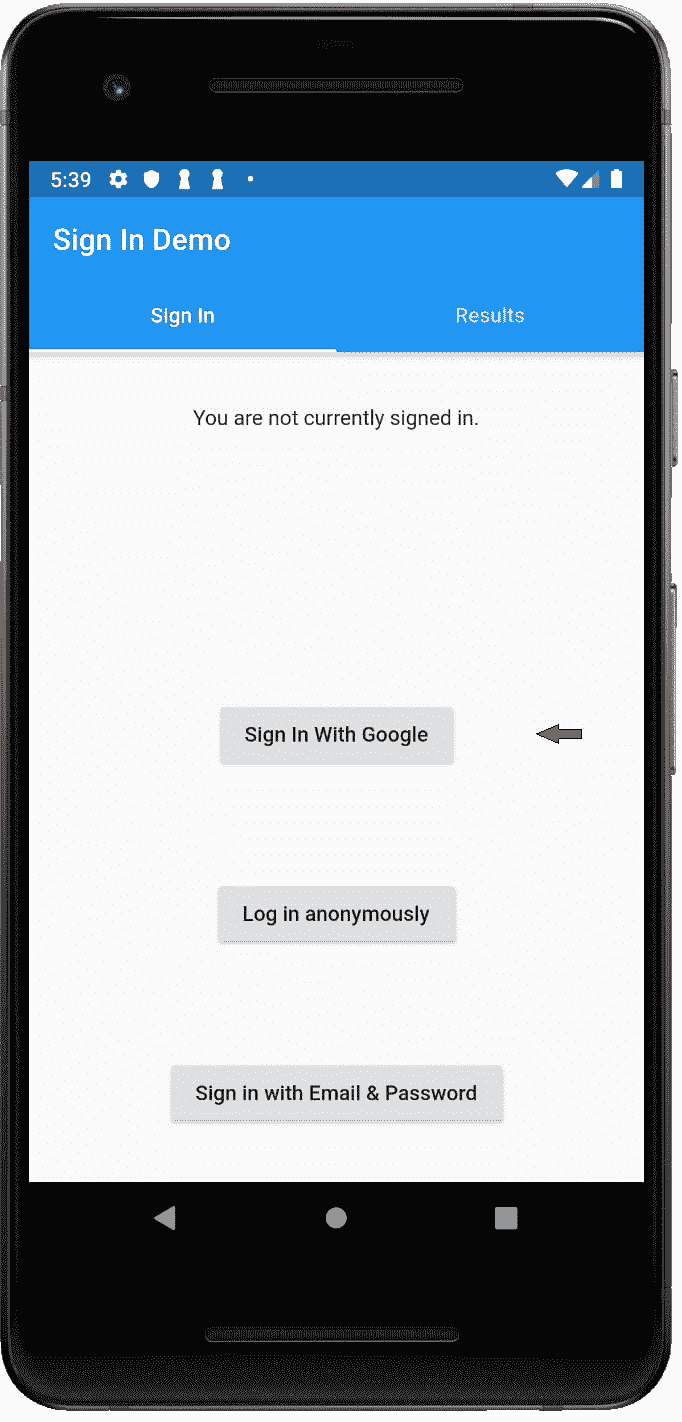 5:39
Sign In Demo
Sign In
Results
You are not currently signed in.
Sign In With Google
Log in anonymously
Sign in with Email & Password